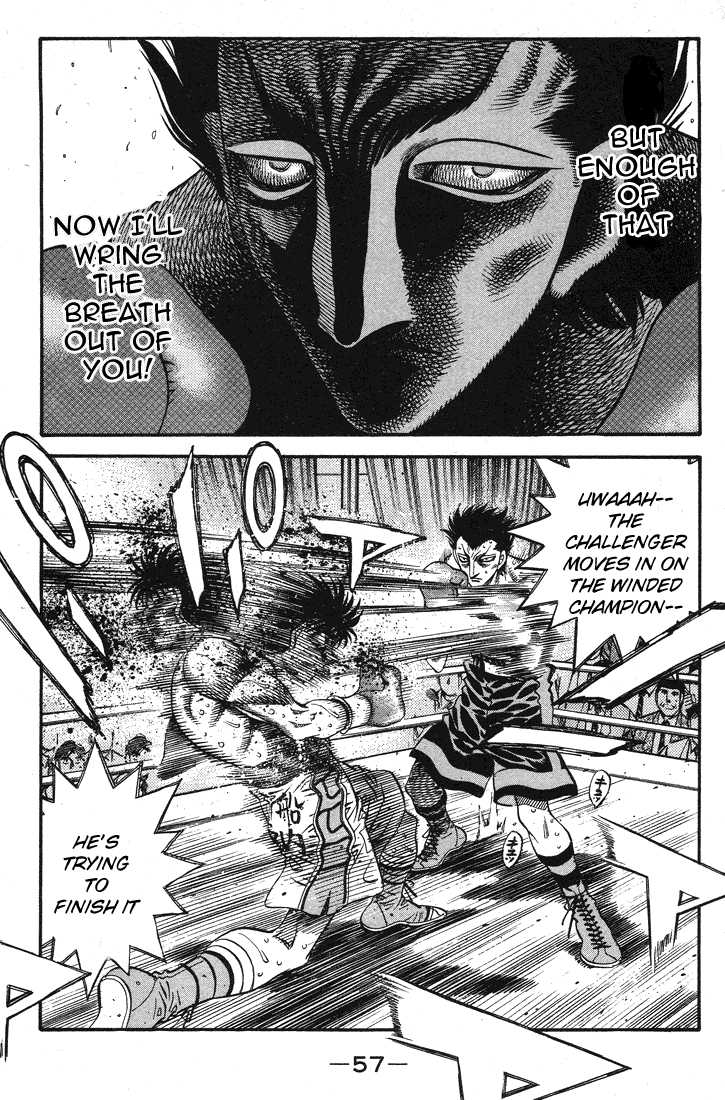 BUT
ENOUGH
OF
THAT
NOW I'LL
WRING
THE
BREATH
OUT OF
YOU!
UWAAAH--
THE
CHALLENGER
MOVES IN ON
THE WINDED
CHAMPION--
HE'S
TRYING
TO
FINISH IT
—57—